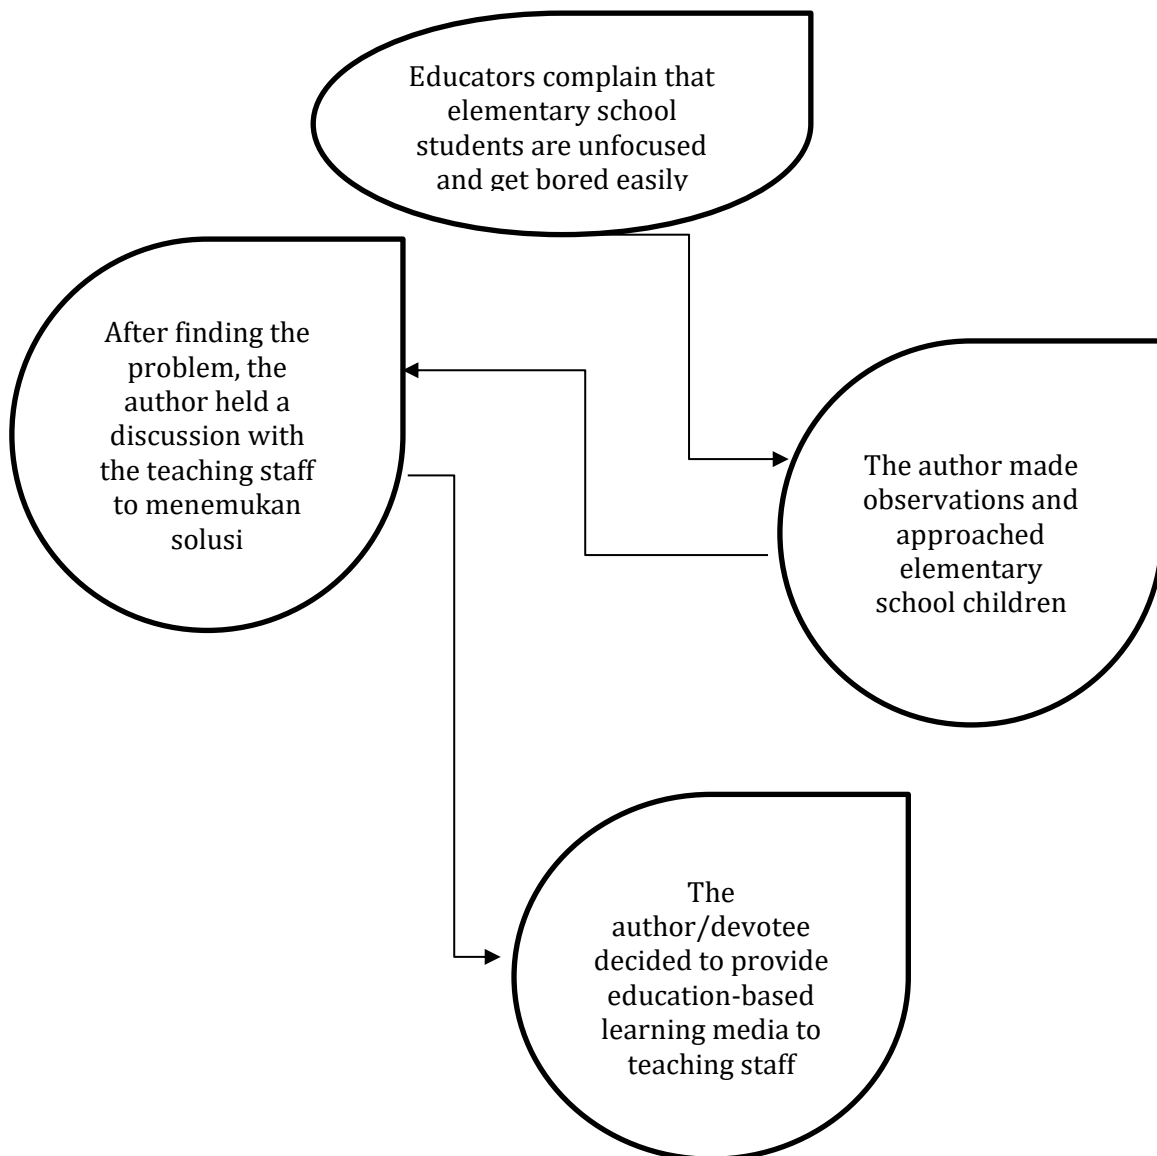 Educators complain that
elementary school
students are unfocused
and get bored easily
After finding the
problem, the
author held a
discussion with
the teaching staff
to menemukan
solusi
The author made
observations and
approached
elementary
school children
The
author/devotee
decided to provide
education-based
learning media to
teaching staff